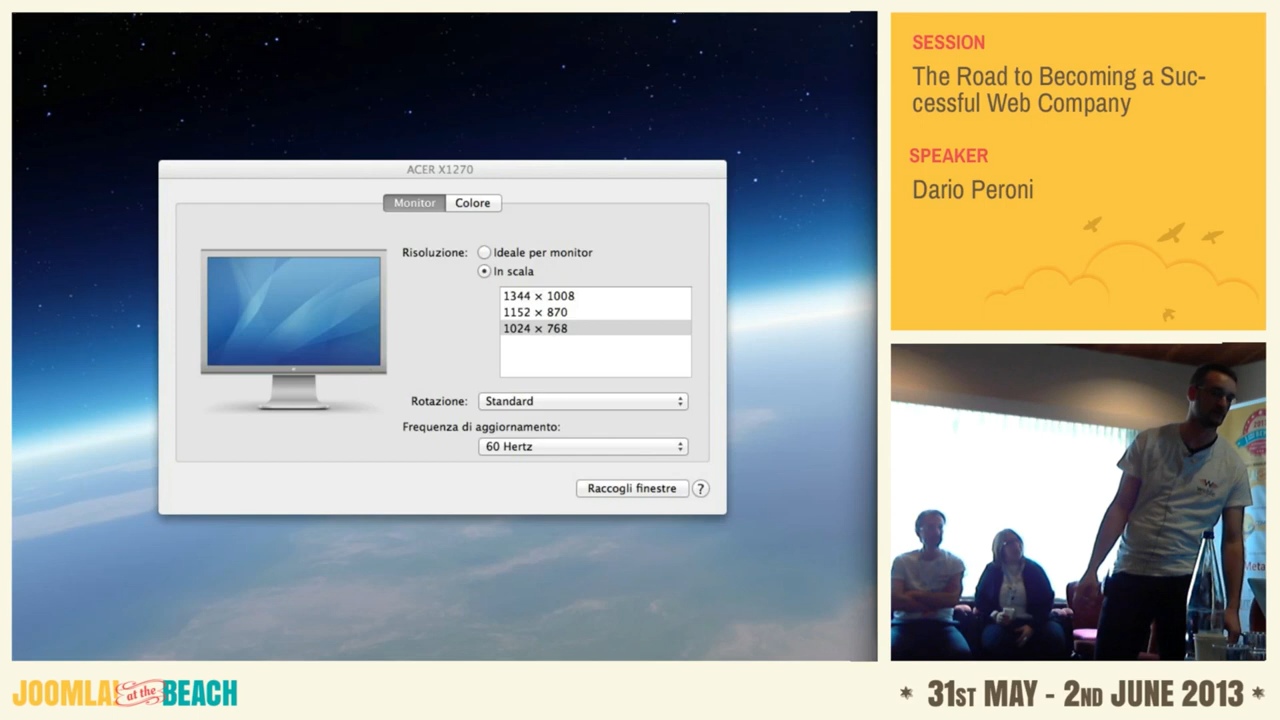 ACER X1270
Monitor Colore
Risoluzione: Ideale per monitor
In scala
1344 × 1008
1152 × 870
1024 × 768
Rotazione: Standard
Frequenza di aggiornamento:
60 Hertz
Raccogli finestre ?
SESSION
The Road to Becoming a Suc-
cessful Web Company
SPEAKER
Dario Peroni
JOOMLA! at the BEACH
* 31ST MAY - 2ND JUNE 2013 *